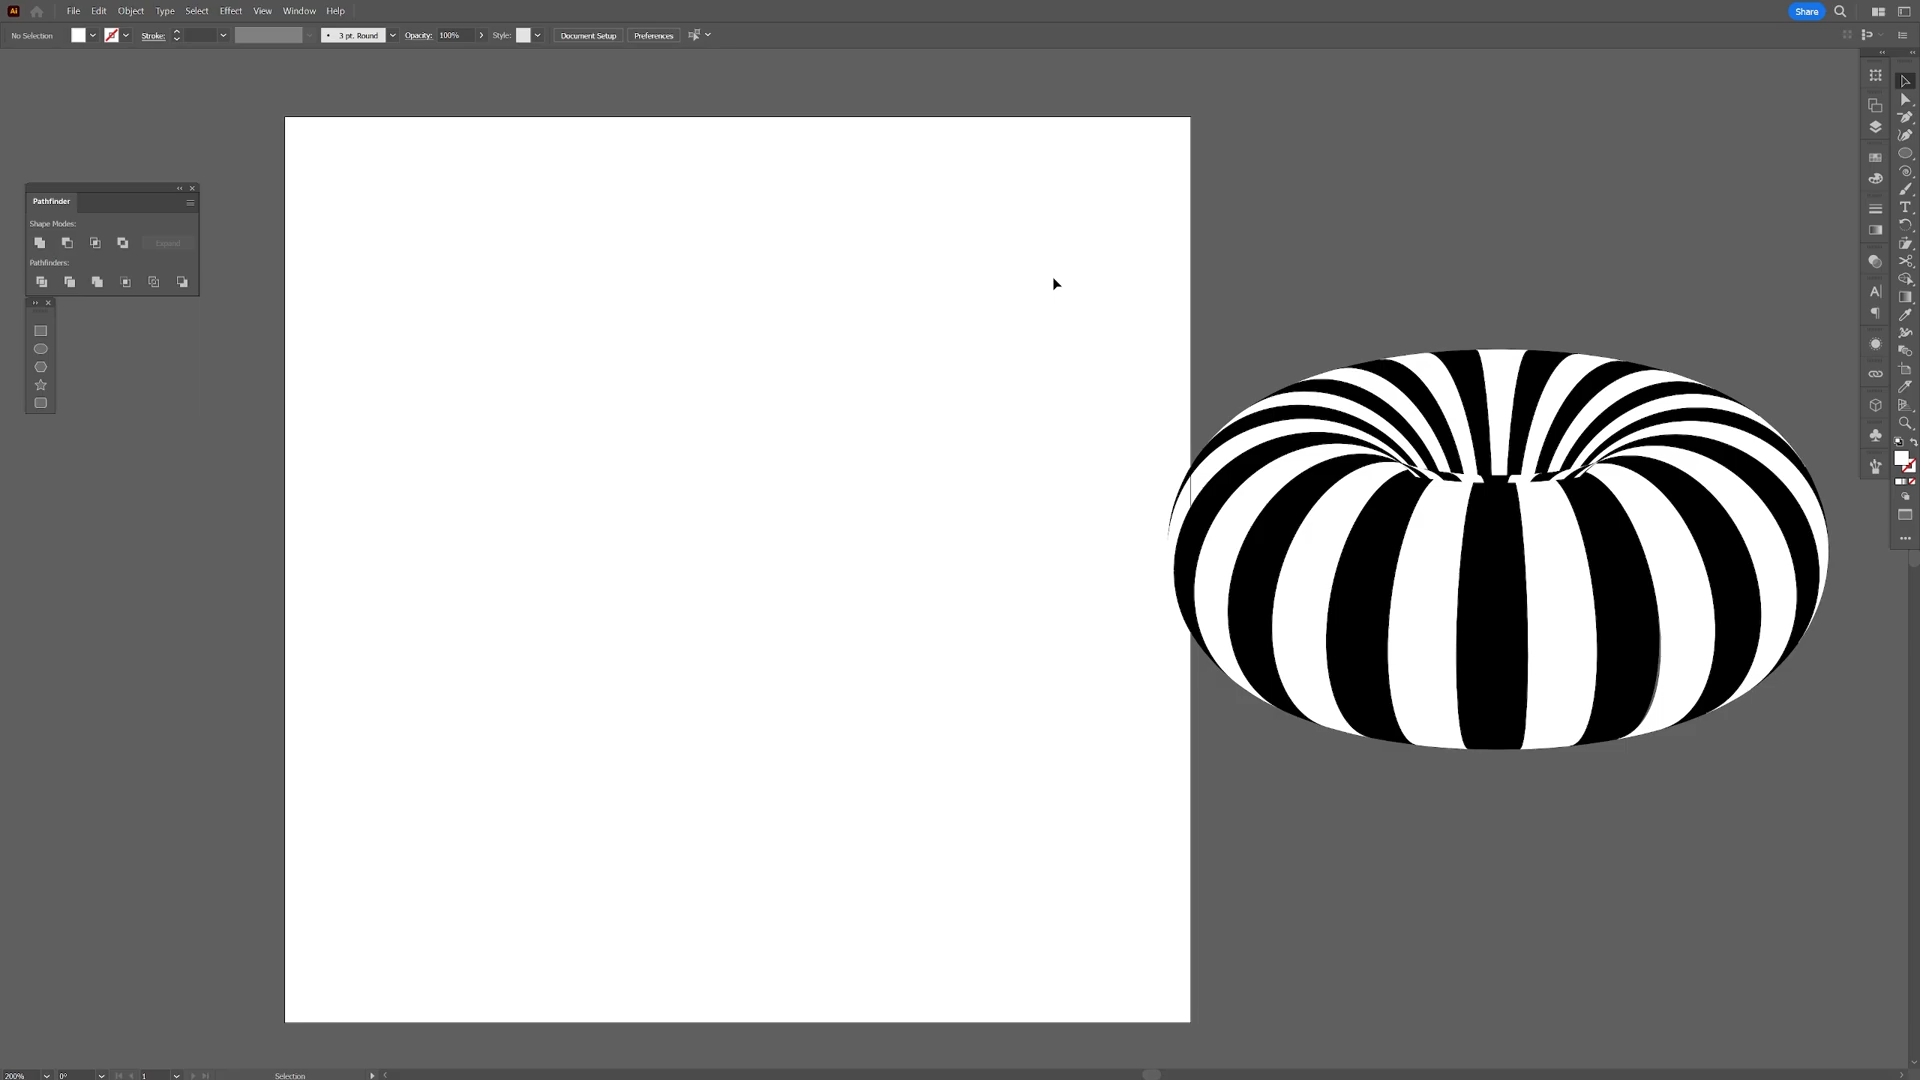 Ai File Edit Object Type Select Effect View Window Help Share
No Selection Stroke: 3 pt. Round Opacity: 100% Style: Document Setup Preferences
Pathfinder
Shape Modes:
Expand
Pathfinders:
200% 0° 1 Selection